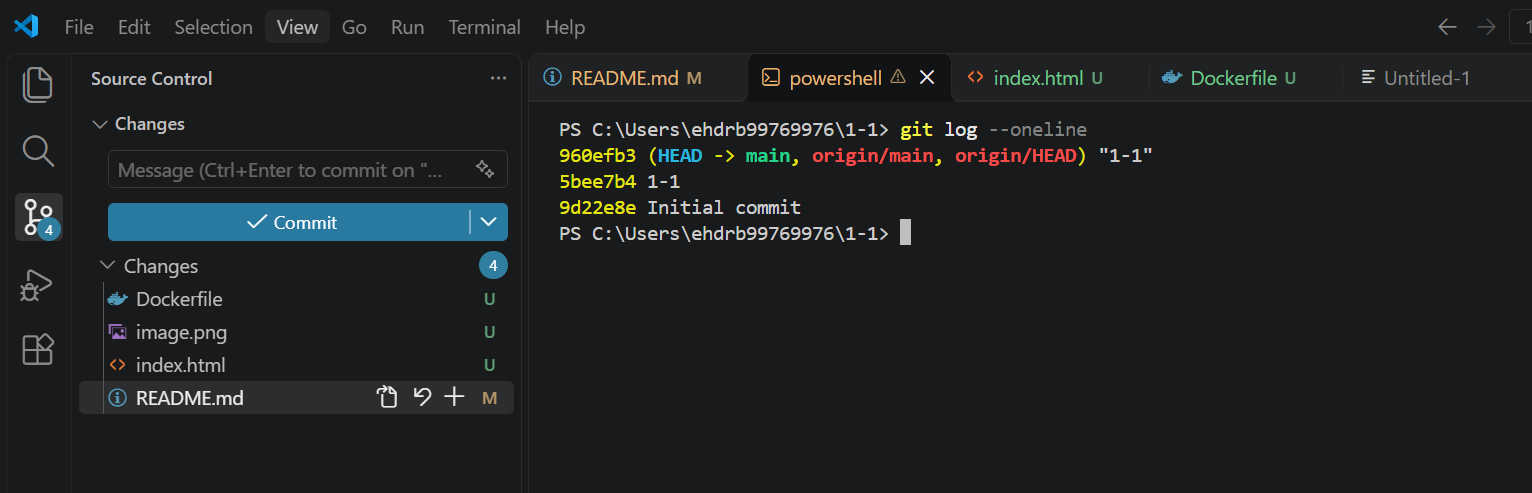 File Edit Selection View Go Run Terminal Help
1
Source Control ···
README.md M powershell index.html U Dockerfile U Untitled-1
Changes
Message (Ctrl+Enter to commit on "...
Commit
Changes 4
Dockerfile U
image.png U
index.html U
README.md M
4
PS C:\Users\ehdrb99769976\1-1> git log --oneline
960efb3 (HEAD -> main, origin/main, origin/HEAD) "1-1"
5bee7b4 1-1
9d22e8e Initial commit
PS C:\Users\ehdrb99769976\1-1>